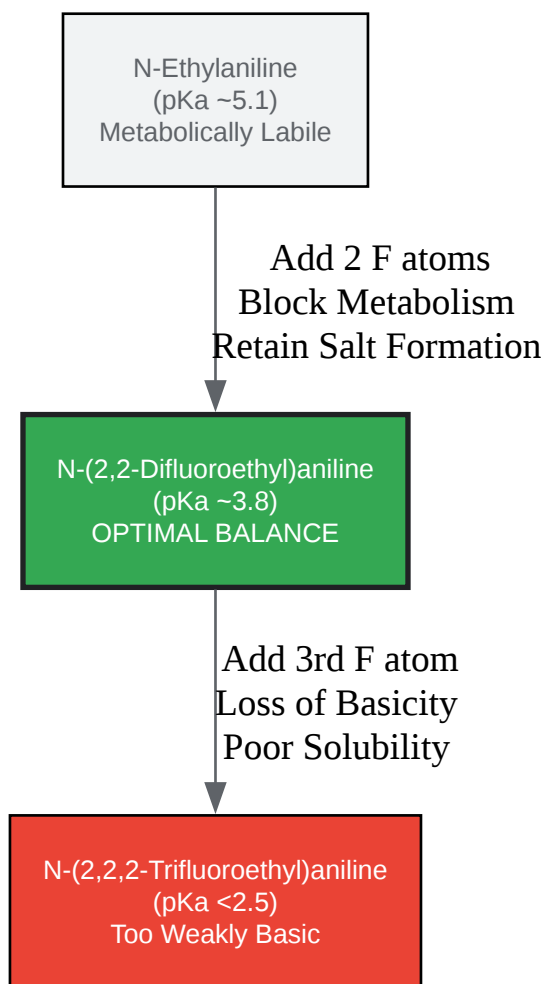 N-Ethylaniline
(pKa ~5.1)
Metabolically Labile
Add 2 F atoms
Block Metabolism
Retain Salt Formation
N-(2,2-Difluoroethyl)aniline
(pKa ~3.8)
OPTIMAL BALANCE
Add 3rd F atom
Loss of Basicity
Poor Solubility
N-(2,2,2-Trifluoroethyl)aniline
(pKa <2.5)
Too Weakly Basic